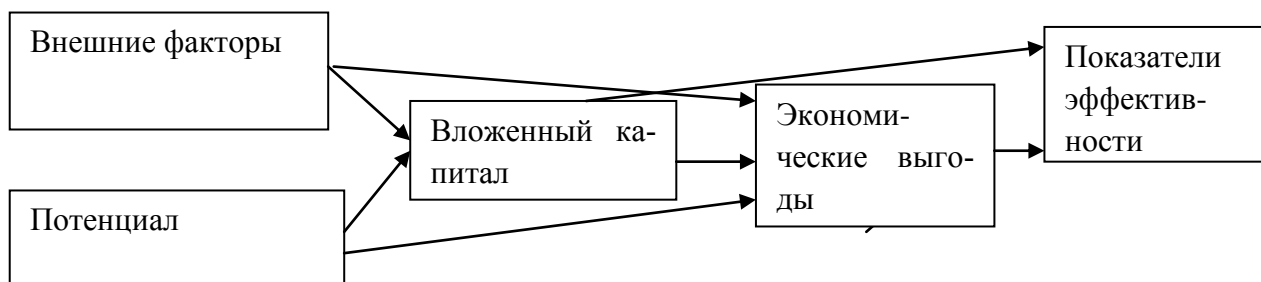 Внешние факторы
Вложенный ка-
питал
Потенциал
Экономи-
ческие выго-
ды
Показатели
эффектив-
ности